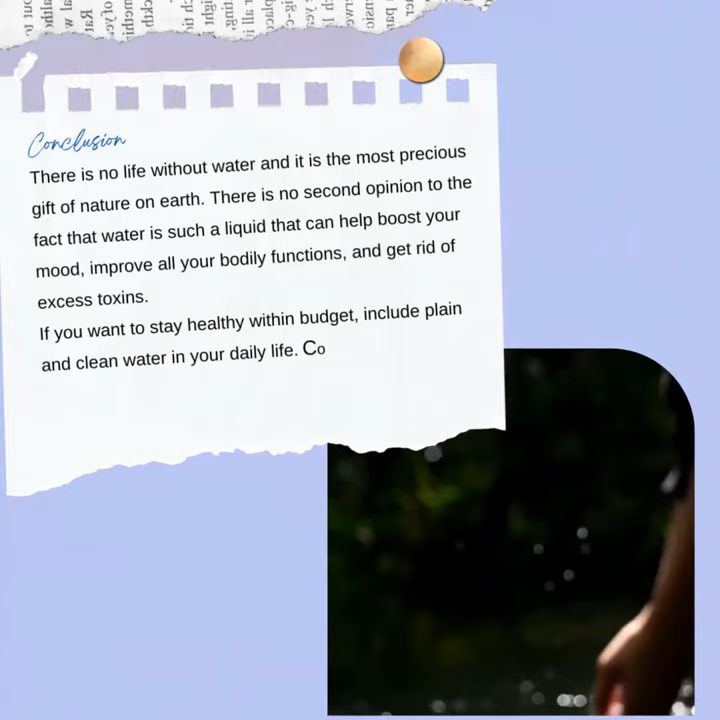 Conclusion
There is no life without water and it is the most precious
gift of nature on earth. There is no second opinion to the
fact that water is such a liquid that can help boost your
mood, improve all your bodily functions, and get rid of
excess toxins.
If you want to stay healthy within budget, include plain
and clean water in your daily life. Co